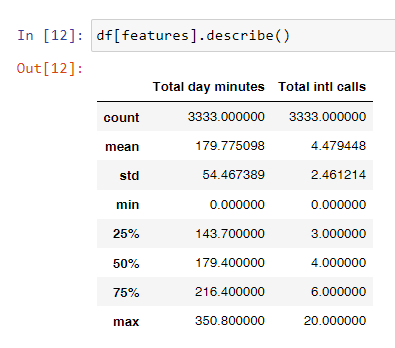 In [12]: df[features].describe()
Out[12]:
Total day minutes Total intl calls
count 3333.000000 3333.000000
mean 179.775098 4.479448
std 54.467389 2.461214
min 0.000000 0.000000
25% 143.700000 3.000000
50% 179.400000 4.000000
75% 216.400000 6.000000
max 350.800000 20.000000